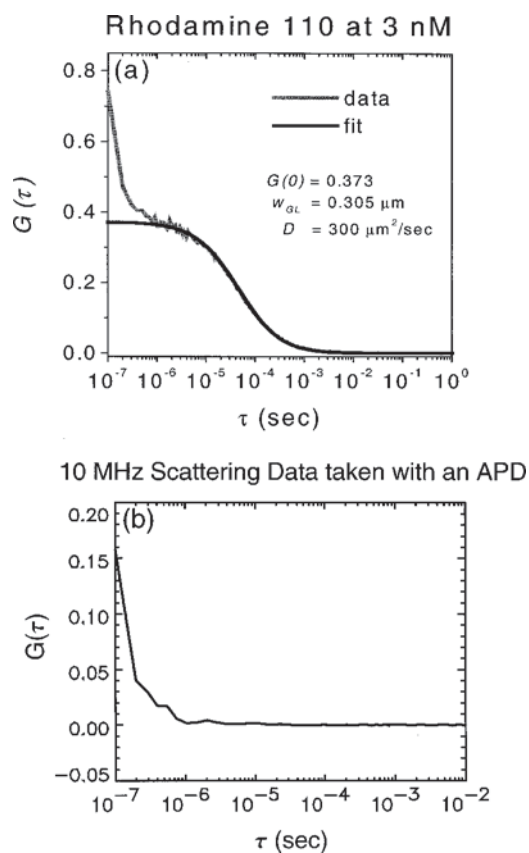 Rhodamine 110 at 3 nM
(a)
data
fit
G(0) = 0.373
wGL = 0.305 μm
D = 300 μm²/sec
G(τ)
0.8
0.6
0.4
0.2
0.0
10⁻⁷ 10⁻⁶ 10⁻⁵ 10⁻⁴ 10⁻³ 10⁻² 10⁻¹ 10⁰
τ (sec)
10 MHz Scattering Data taken with an APD
(b)
G(τ)
0.20
0.15
0.10
0.05
0.00
−0.05
10⁻⁷ 10⁻⁶ 10⁻⁵ 10⁻⁴ 10⁻³ 10⁻²
τ (sec)